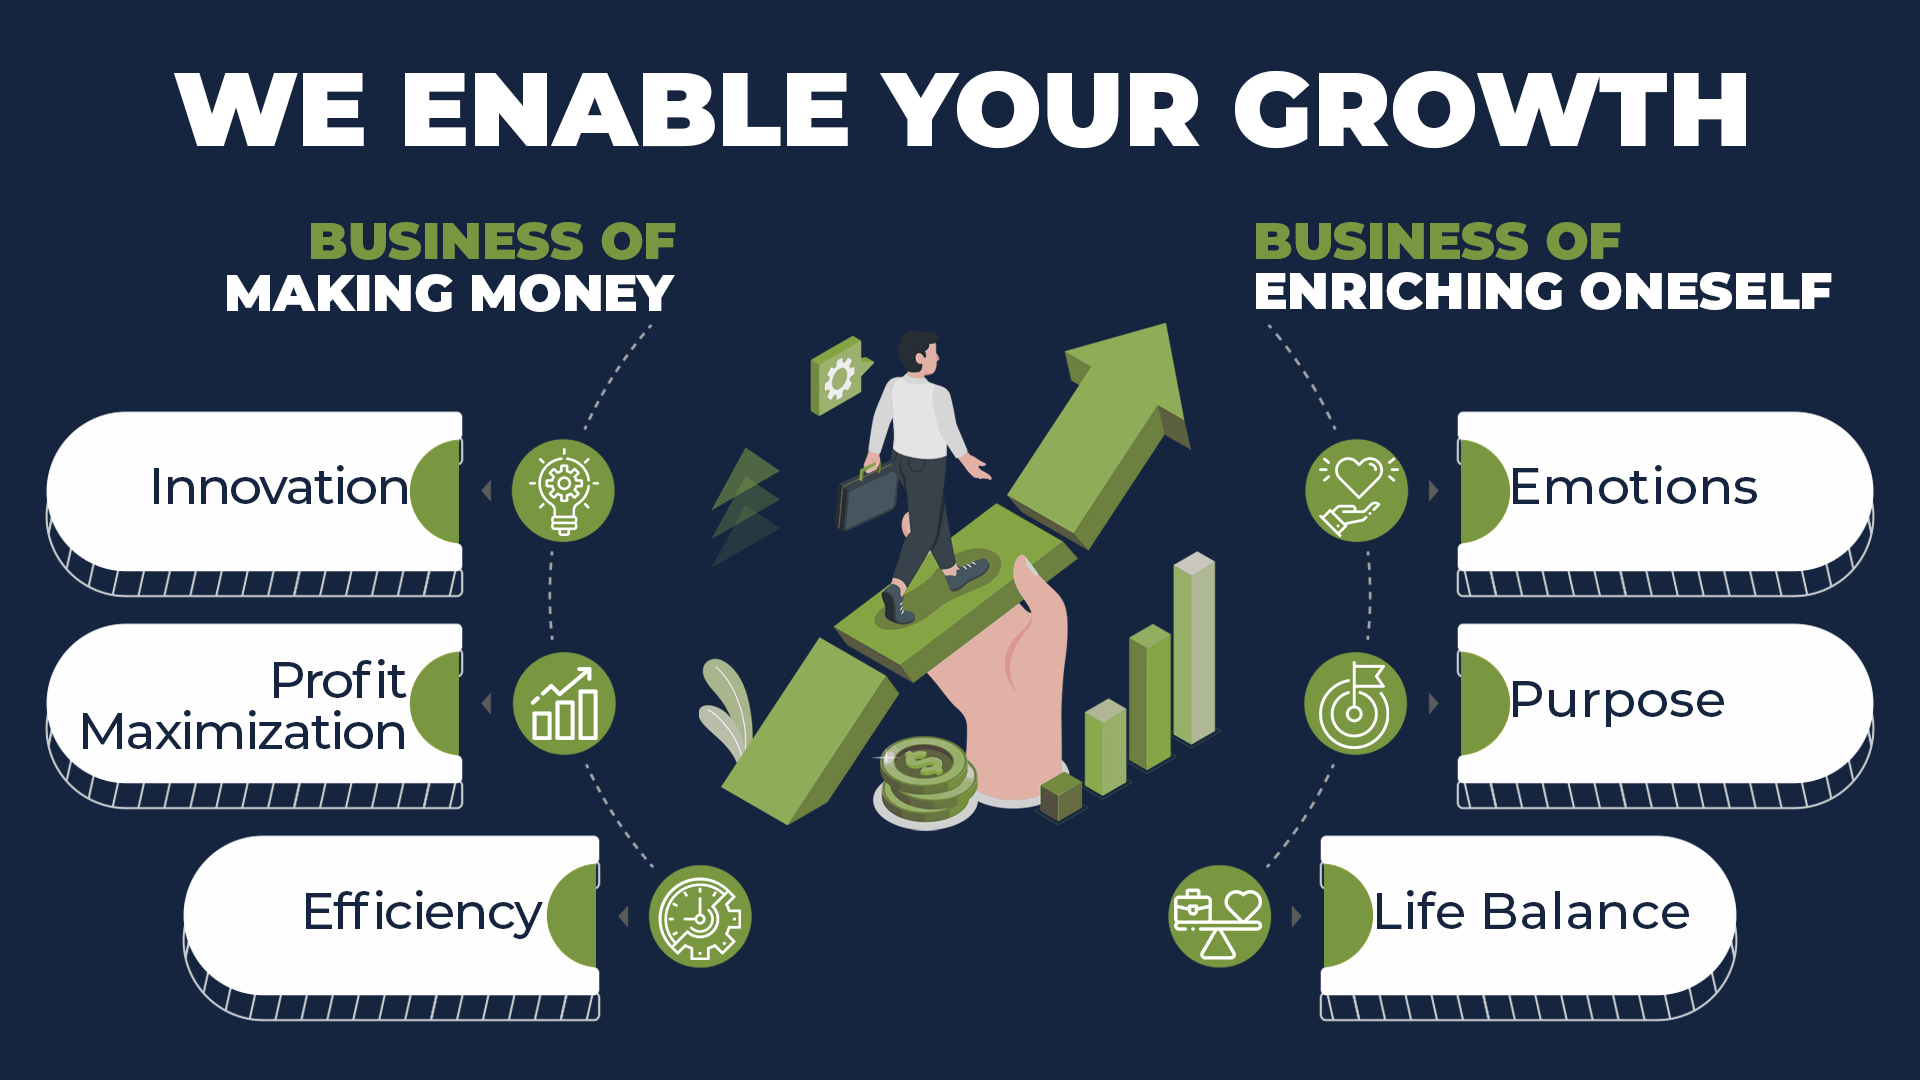 WE ENABLE YOUR GROWTH
BUSINESS OF
MAKING MONEY
Innovation
Profit
Maximization
Efficiency
BUSINESS OF
ENRICHING ONESELF
Emotions
Purpose
Life Balance
$